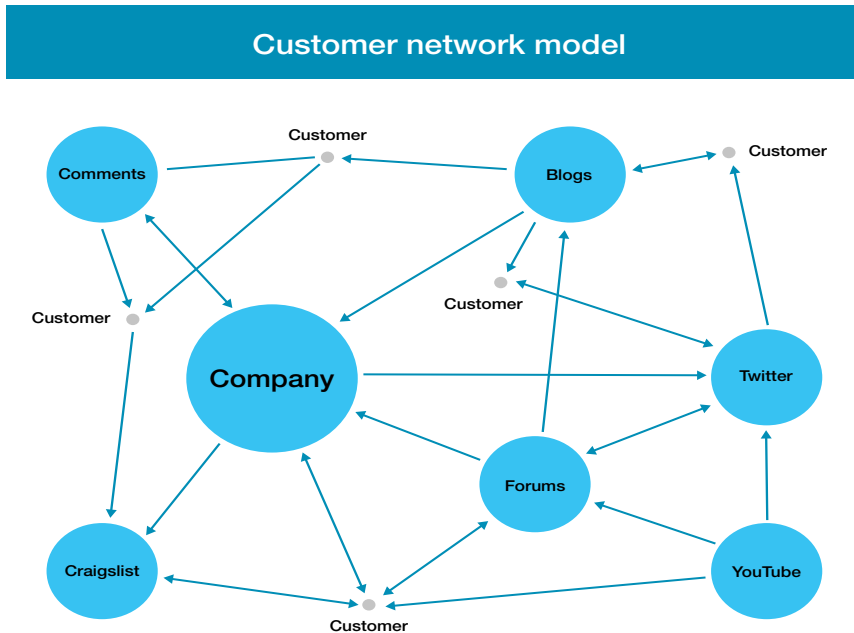 Customer network model
Customer
Customer
Comments
Blogs
Customer
Customer
Company
Twitter
Forums
Craigslist
YouTube
Customer